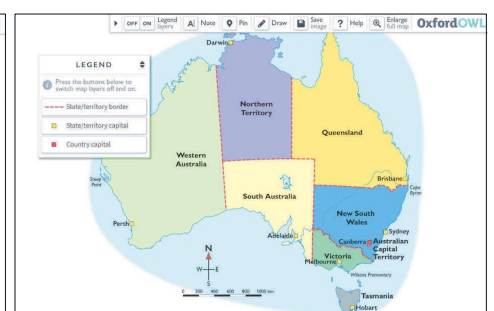 OFF ON Legend layers A Note Pin Draw Save image ? Help Enlarge full map OxfordOWL
LEGEND
Press the buttons below to
switch map layers off and on.
State/territory border
State/territory capital
Country capital
Darwin
Northern
Territory
Queensland
Western
Australia
Steep
Point
Brisbane
Cape
Byron
South Australia
New South
Wales
Perth
Adelaide
Sydney
Canberra
Australian
Capital
Territory
Victoria
Melbourne
Wilsons Promontory
N
W E
S
0 200 400 600 800 1000 km
Tasmania
Hobart